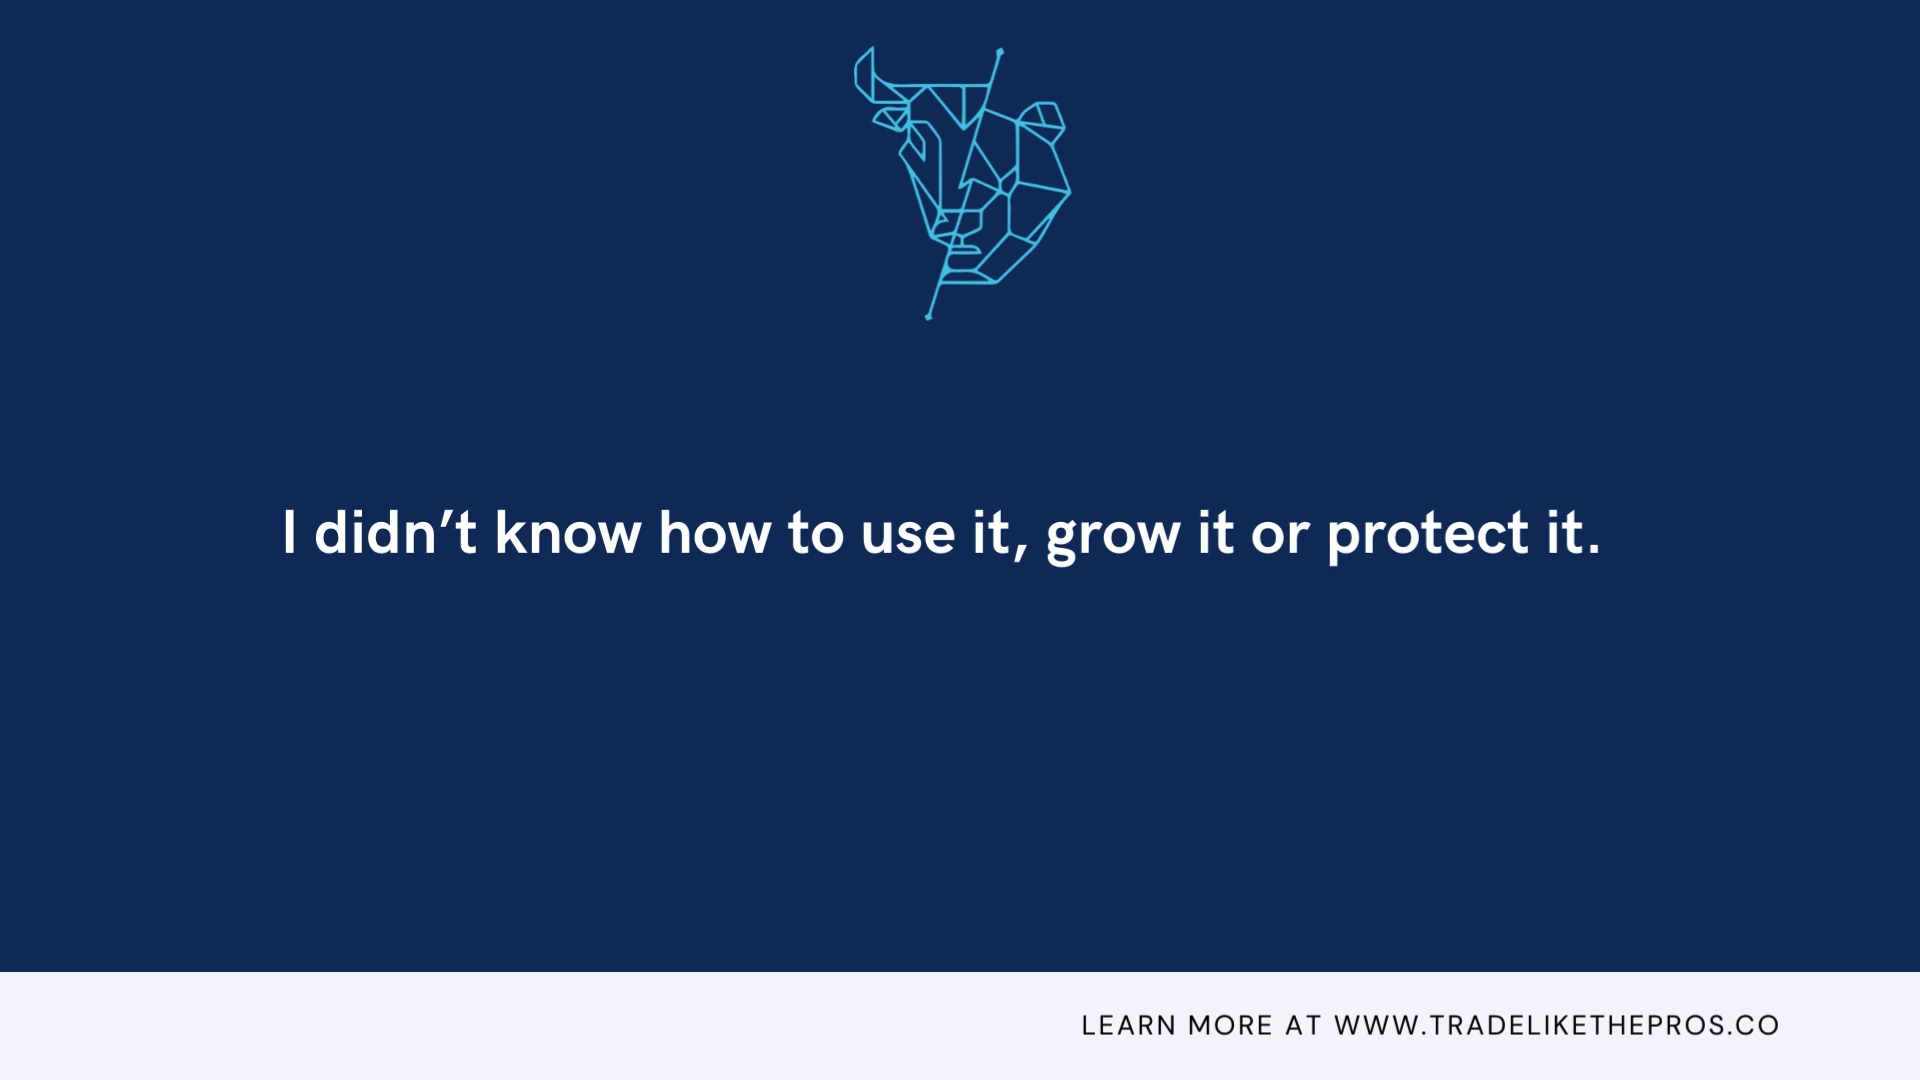 I didn’t know how to use it, grow it or protect it.
LEARN MORE AT WWW.TRADELIKETHEPROS.CO